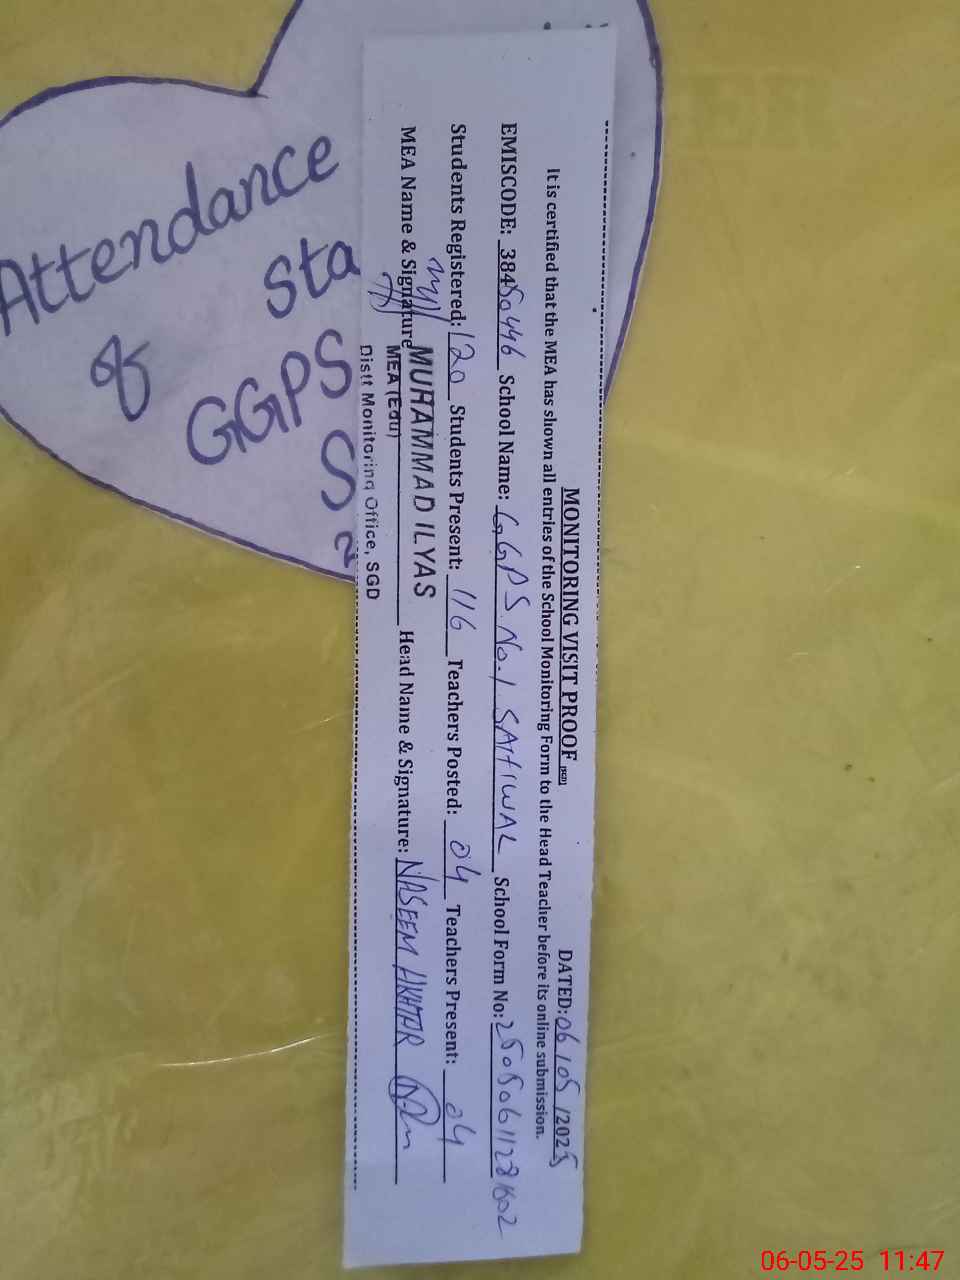 MONITORING VISIT PROOF (SGD) DATED: 06/05/2025
It is certified that the MEA has shown all entries of the School Monitoring Form to the Head Teacher before its online submission.
EMISCODE: 38450446 School Name: GGPS No.1 SAHIWAL School Form No:
Students Registered: 120 Students Present: 116 Teachers Posted: 04 Teachers Present: 04
MEA Name & Signature MUHAMMAD ILYAS Head Name & Signature: NASEEM AKHTAR
MEA (Edu)
Distt Monitoring Office, SGD
Attendance
Sta
of
GGPS
S
06-05-25 11:47